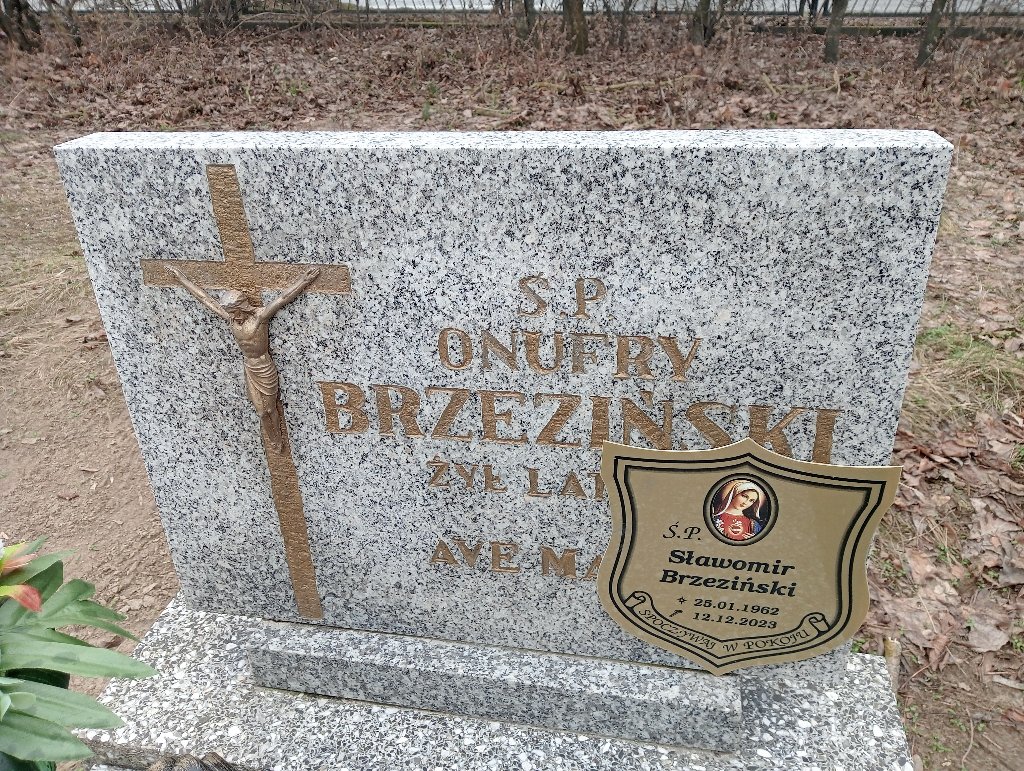 Ś.P.
ONUFRY
BRZEZIŃSKI
ŻYŁ LAT
AVE MA
Ś.P.
Sławomir
Brzeziński
25.01.1962
12.12.2023
SPOCZYWAJ W POKOJU